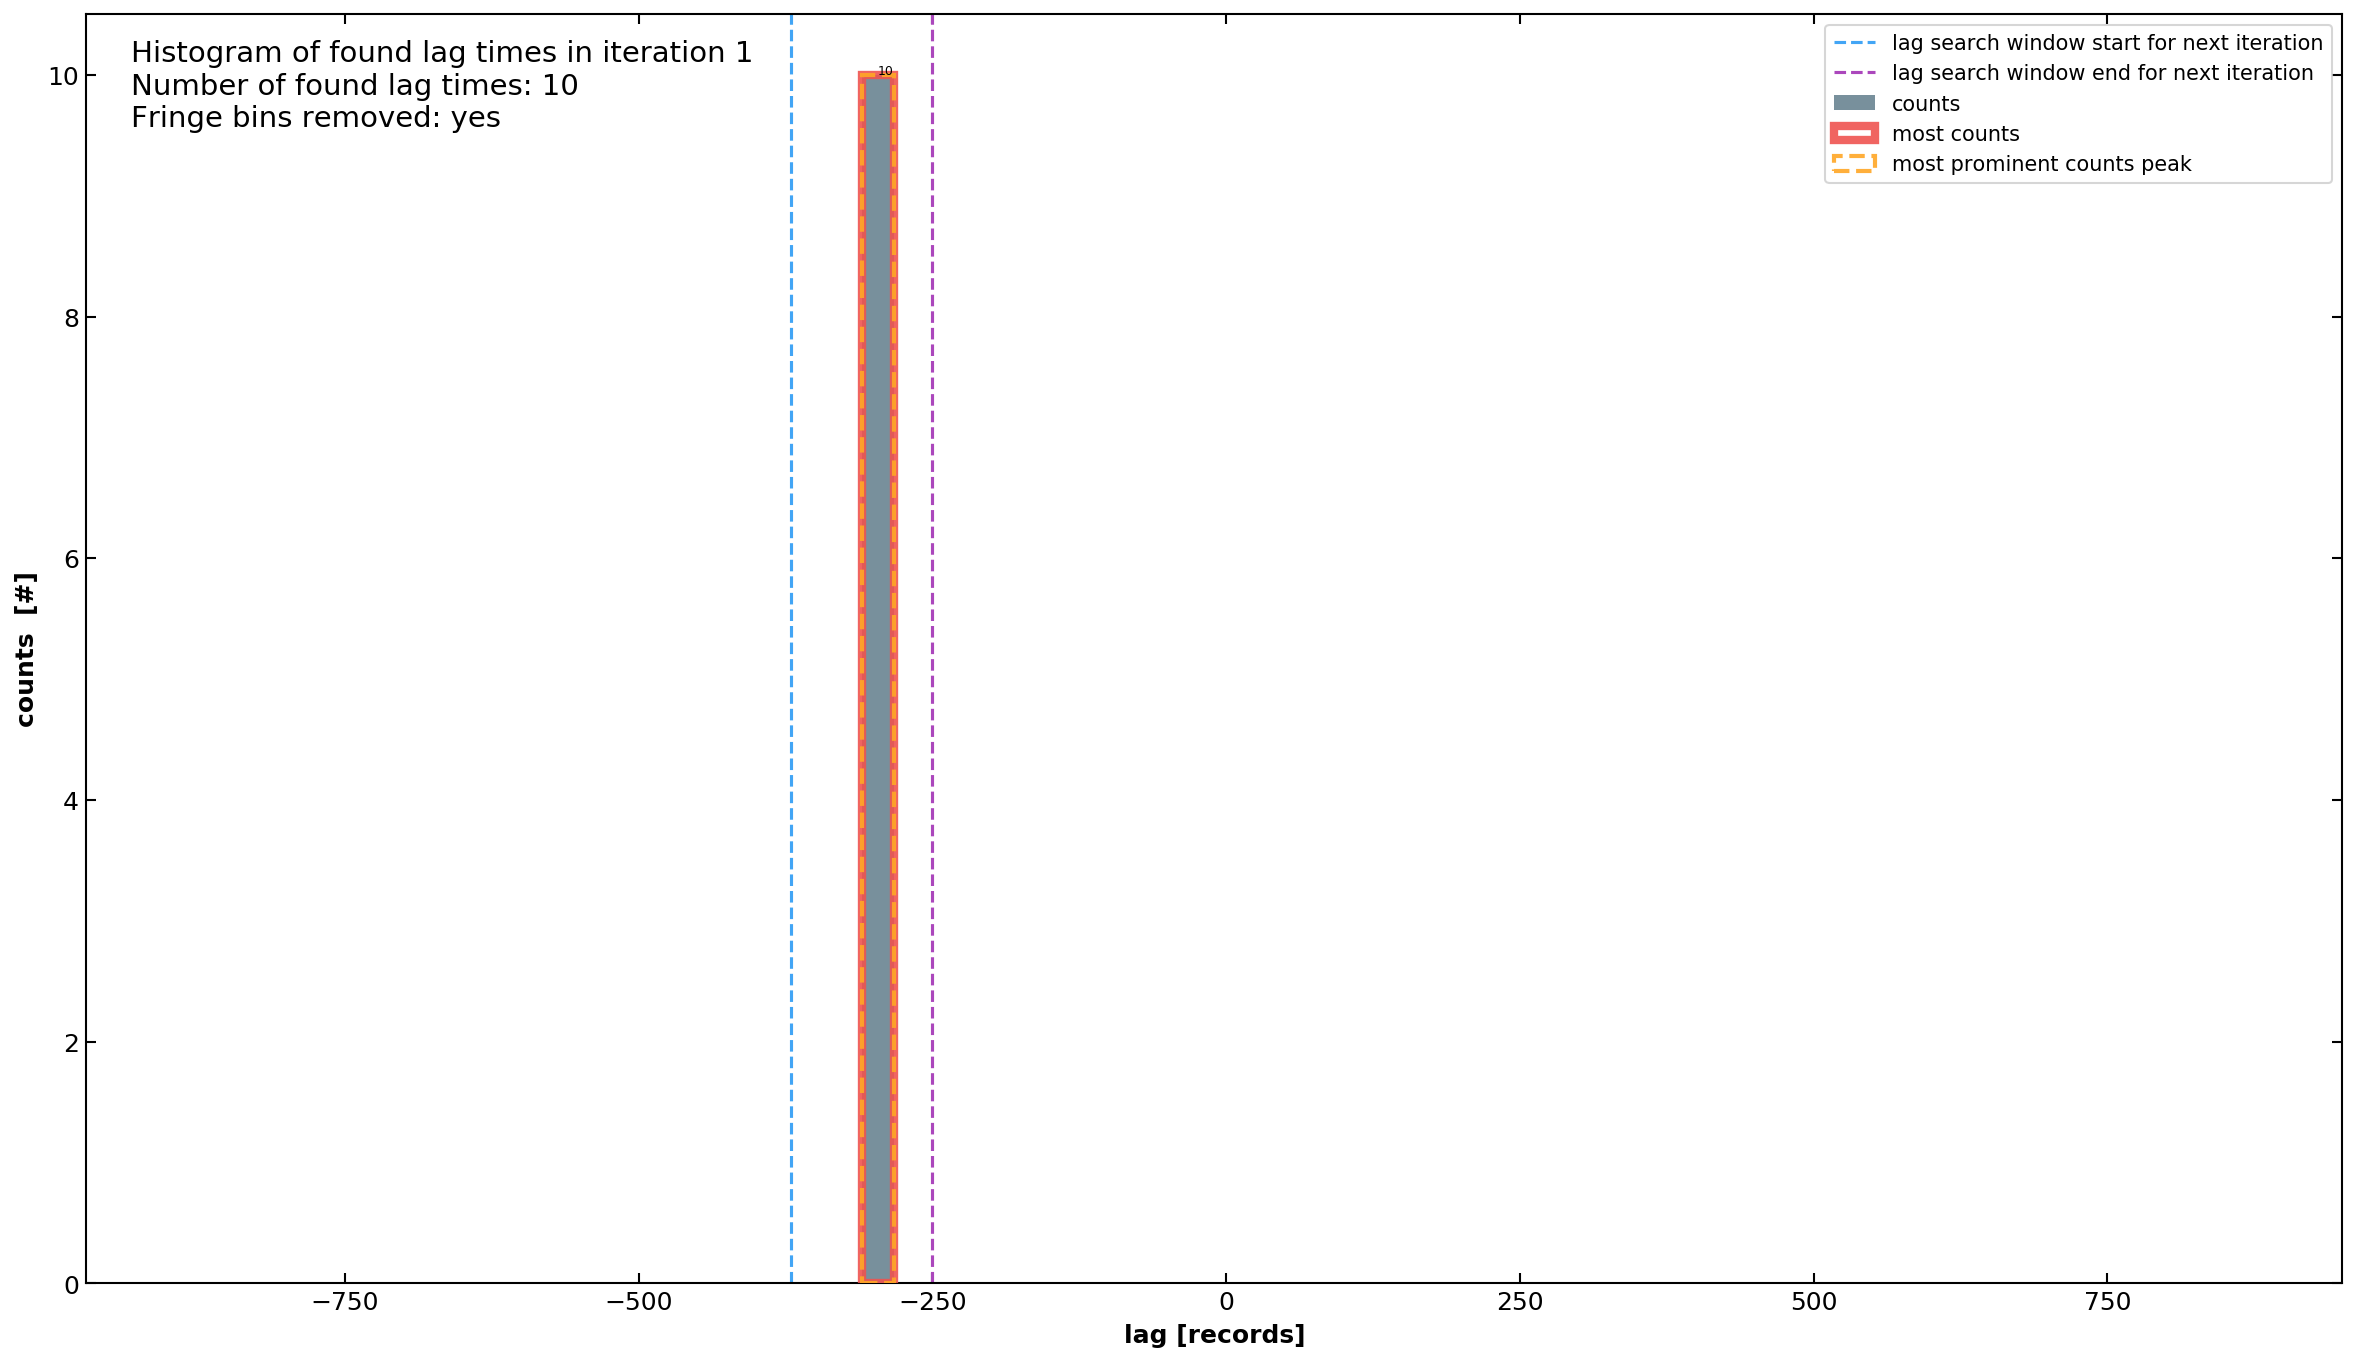 Histogram of found lag times in iteration 1
Number of found lag times: 10
Fringe bins removed: yes
10
lag search window start for next iteration
lag search window end for next iteration
counts
most counts
most prominent counts peak
counts [#]
10
8
6
4
2
0
−750
−500
−250
0
250
500
750
lag [records]